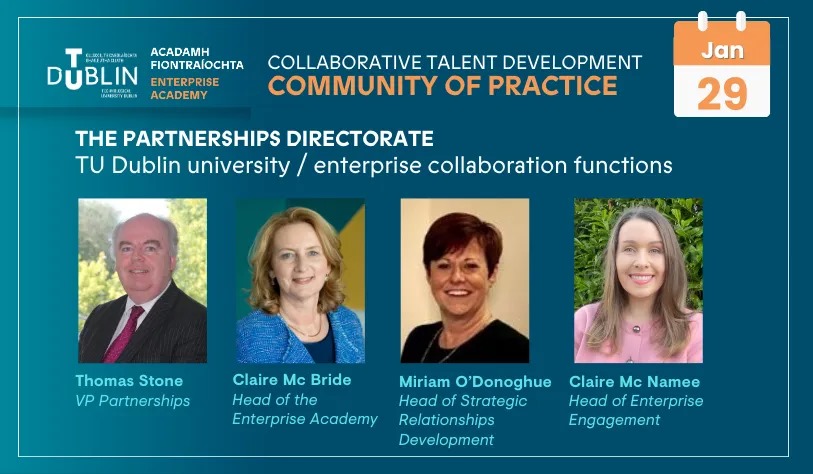 TU
DUBLIN
ACADAMH
FIONTRAÍOCHTA
ENTERPRISE
ACADEMY
COLLABORATIVE TALENT DEVELOPMENT
COMMUNITY OF PRACTICE
Jan
29
THE PARTNERSHIPS DIRECTORATE
TU Dublin university / enterprise collaboration functions
Thomas Stone
VP Partnerships
Claire Mc Bride
Head of the
Enterprise Academy
Miriam O’Donoghue
Head of Strategic
Relationships
Development
Claire Mc Namee
Head of Enterprise
Engagement